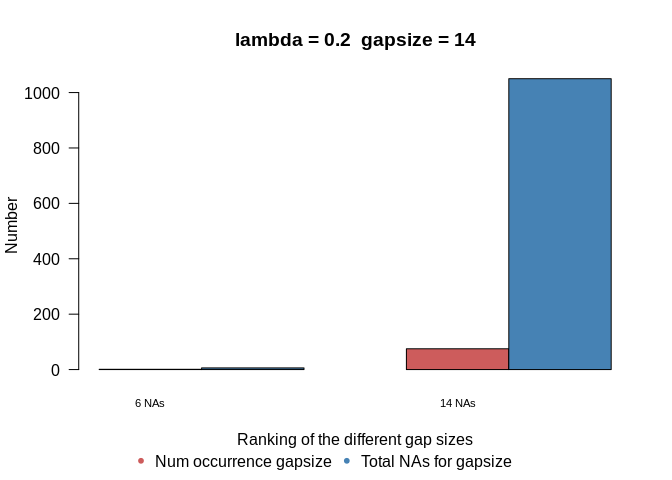 lambda = 0.2  gapsize = 14
Number
1000
800
600
400
200
0
6 NAs
14 NAs
Ranking of the different gap sizes
Num occurrence gapsize
Total NAs for gapsize